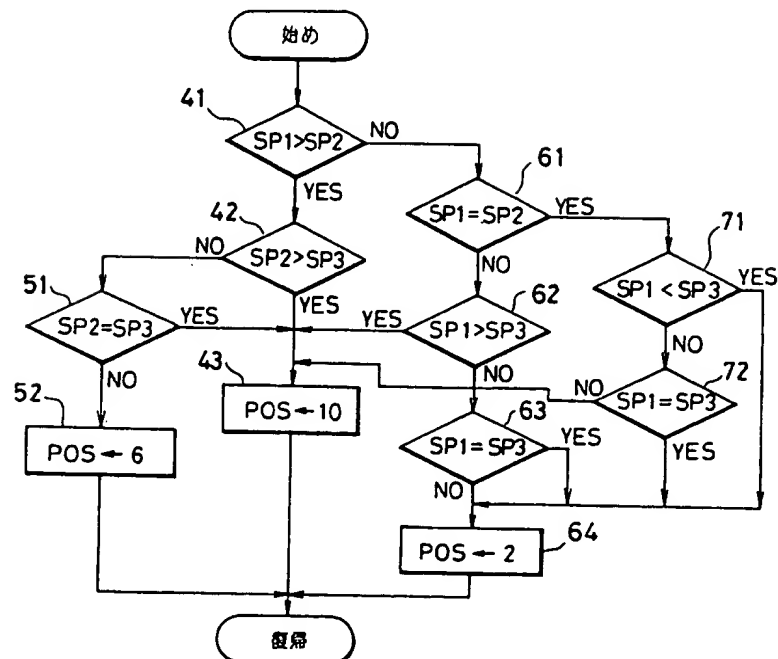 始め
41
SP1>SP2
NO
YES
61
SP1=SP2
YES
NO
42
SP2>SP3
NO
YES
71
SP1<SP3
YES
NO
51
SP2=SP3
YES
NO
62
SP1>SP3
YES
NO
72
SP1=SP3
NO
YES
43
POS←10
52
POS←6
63
SP1=SP3
YES
NO
64
POS←2
復帰